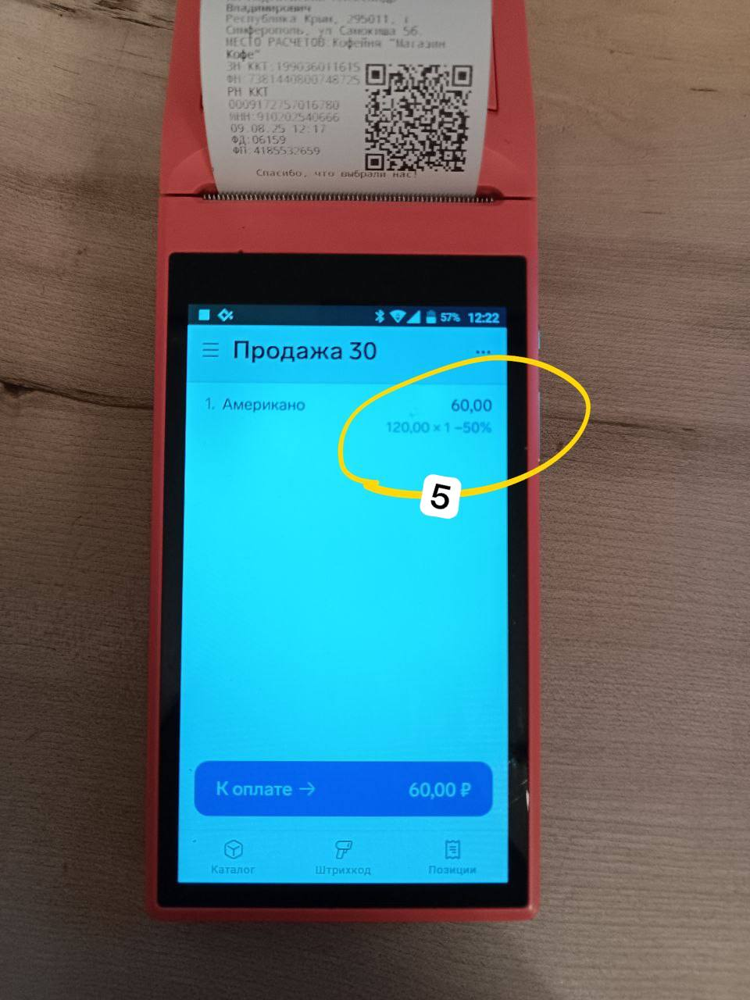 Владимирович
Республика Крым, 295011, г
Симферополь, ул Самокиша 56,
МЕСТО РАСЧЕТОВ:Кофейня "Магазин
Кофе"
ЗН ККТ:199036011615
ФН:7381440800748725
РН ККТ
0009172757016780
ИНН:910202540666
09.08.25 12:17
ФД:06159
ФП:4185532659
Спасибо, что выбрали нас!
57% 12:22
Продажа 30
1. Американо 60,00
120,00 × 1 –50%
5
К оплате → 60,00 ₽
Каталог Штрихкод Позиции